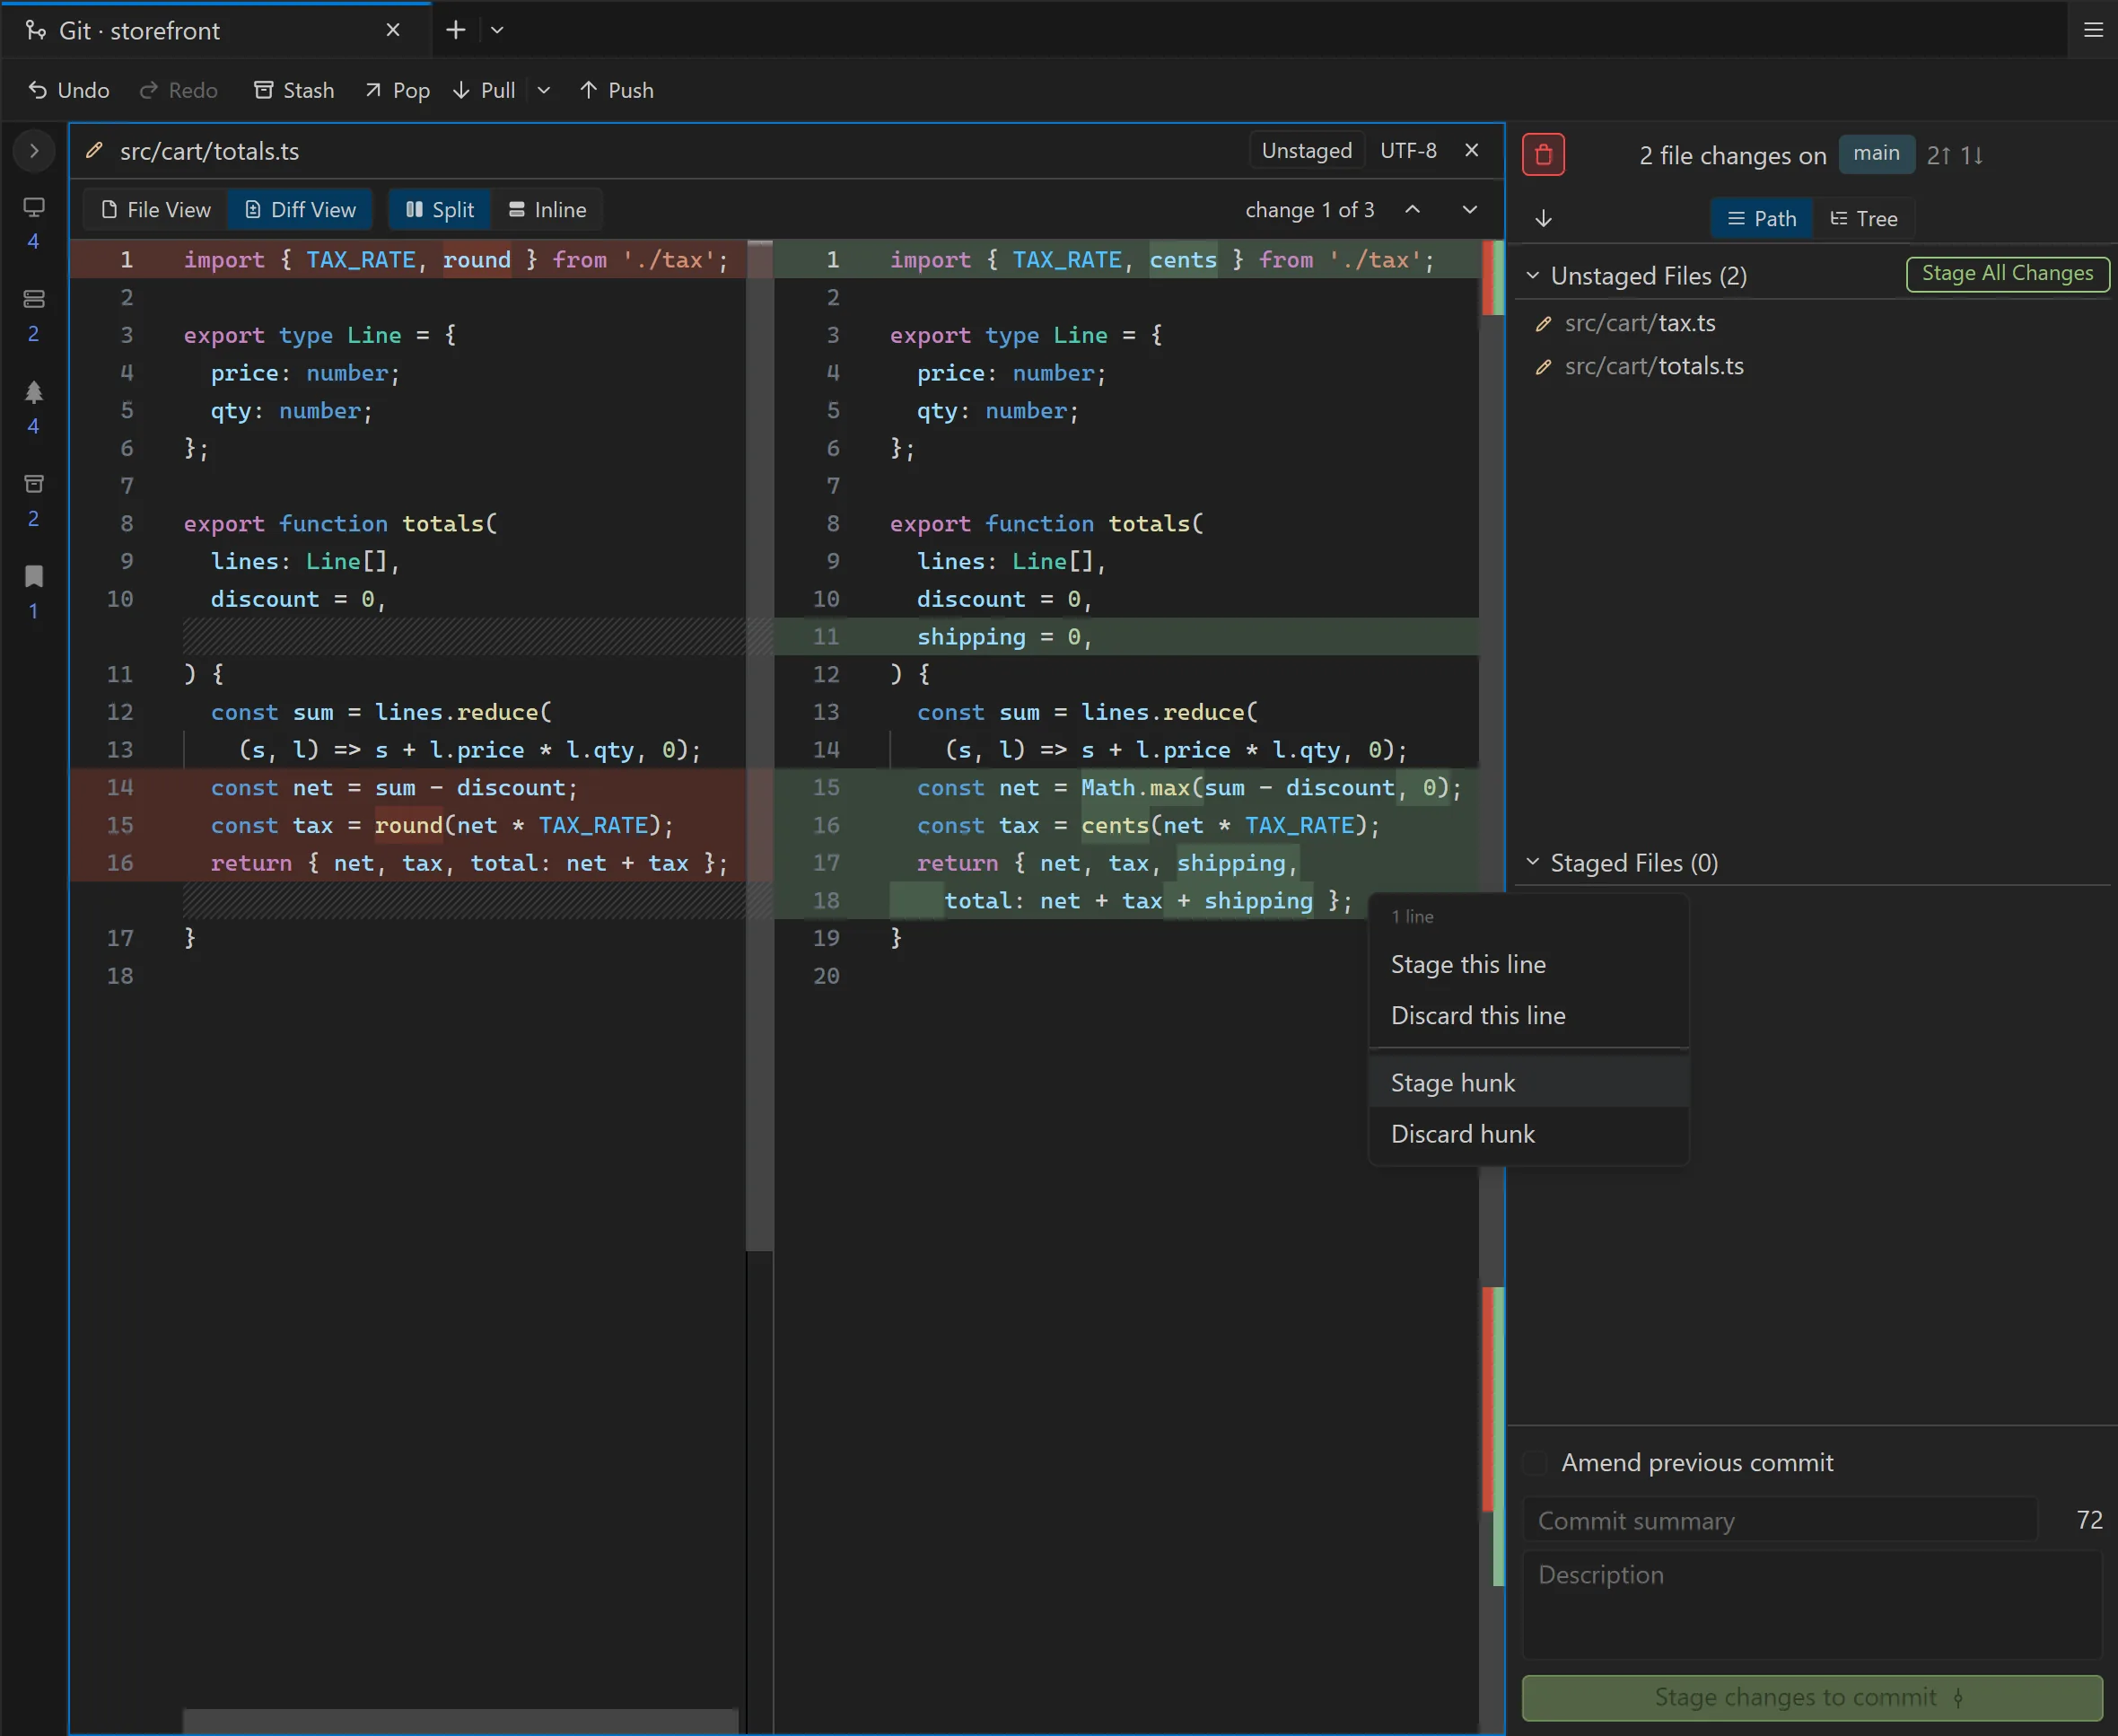 Git · storefront
Undo Redo Stash Pop Pull Push
src/cart/totals.ts Unstaged UTF-8
File View Diff View Split Inline change 1 of 3
4
2
4
2
1
1 import { TAX_RATE, round } from './tax';
2
3 export type Line = {
4 price: number;
5 qty: number;
6 };
7
8 export function totals(
9 lines: Line[],
10 discount = 0,
11 ) {
12 const sum = lines.reduce(
13 (s, l) => s + l.price * l.qty, 0);
14 const net = sum - discount;
15 const tax = round(net * TAX_RATE);
16 return { net, tax, total: net + tax };
17 }
18
1 import { TAX_RATE, cents } from './tax';
2
3 export type Line = {
4 price: number;
5 qty: number;
6 };
7
8 export function totals(
9 lines: Line[],
10 discount = 0,
11 shipping = 0,
12 ) {
13 const sum = lines.reduce(
14 (s, l) => s + l.price * l.qty, 0);
15 const net = Math.max(sum - discount, 0);
16 const tax = cents(net * TAX_RATE);
17 return { net, tax, shipping,
18 total: net + tax + shipping };
19 }
20
1 line
Stage this line
Discard this line
Stage hunk
Discard hunk
2 file changes on main 2↑ 1↓
Path Tree
Unstaged Files (2) Stage All Changes
src/cart/tax.ts
src/cart/totals.ts
Staged Files (0)
Amend previous commit
Commit summary 72
Description
Stage changes to commit